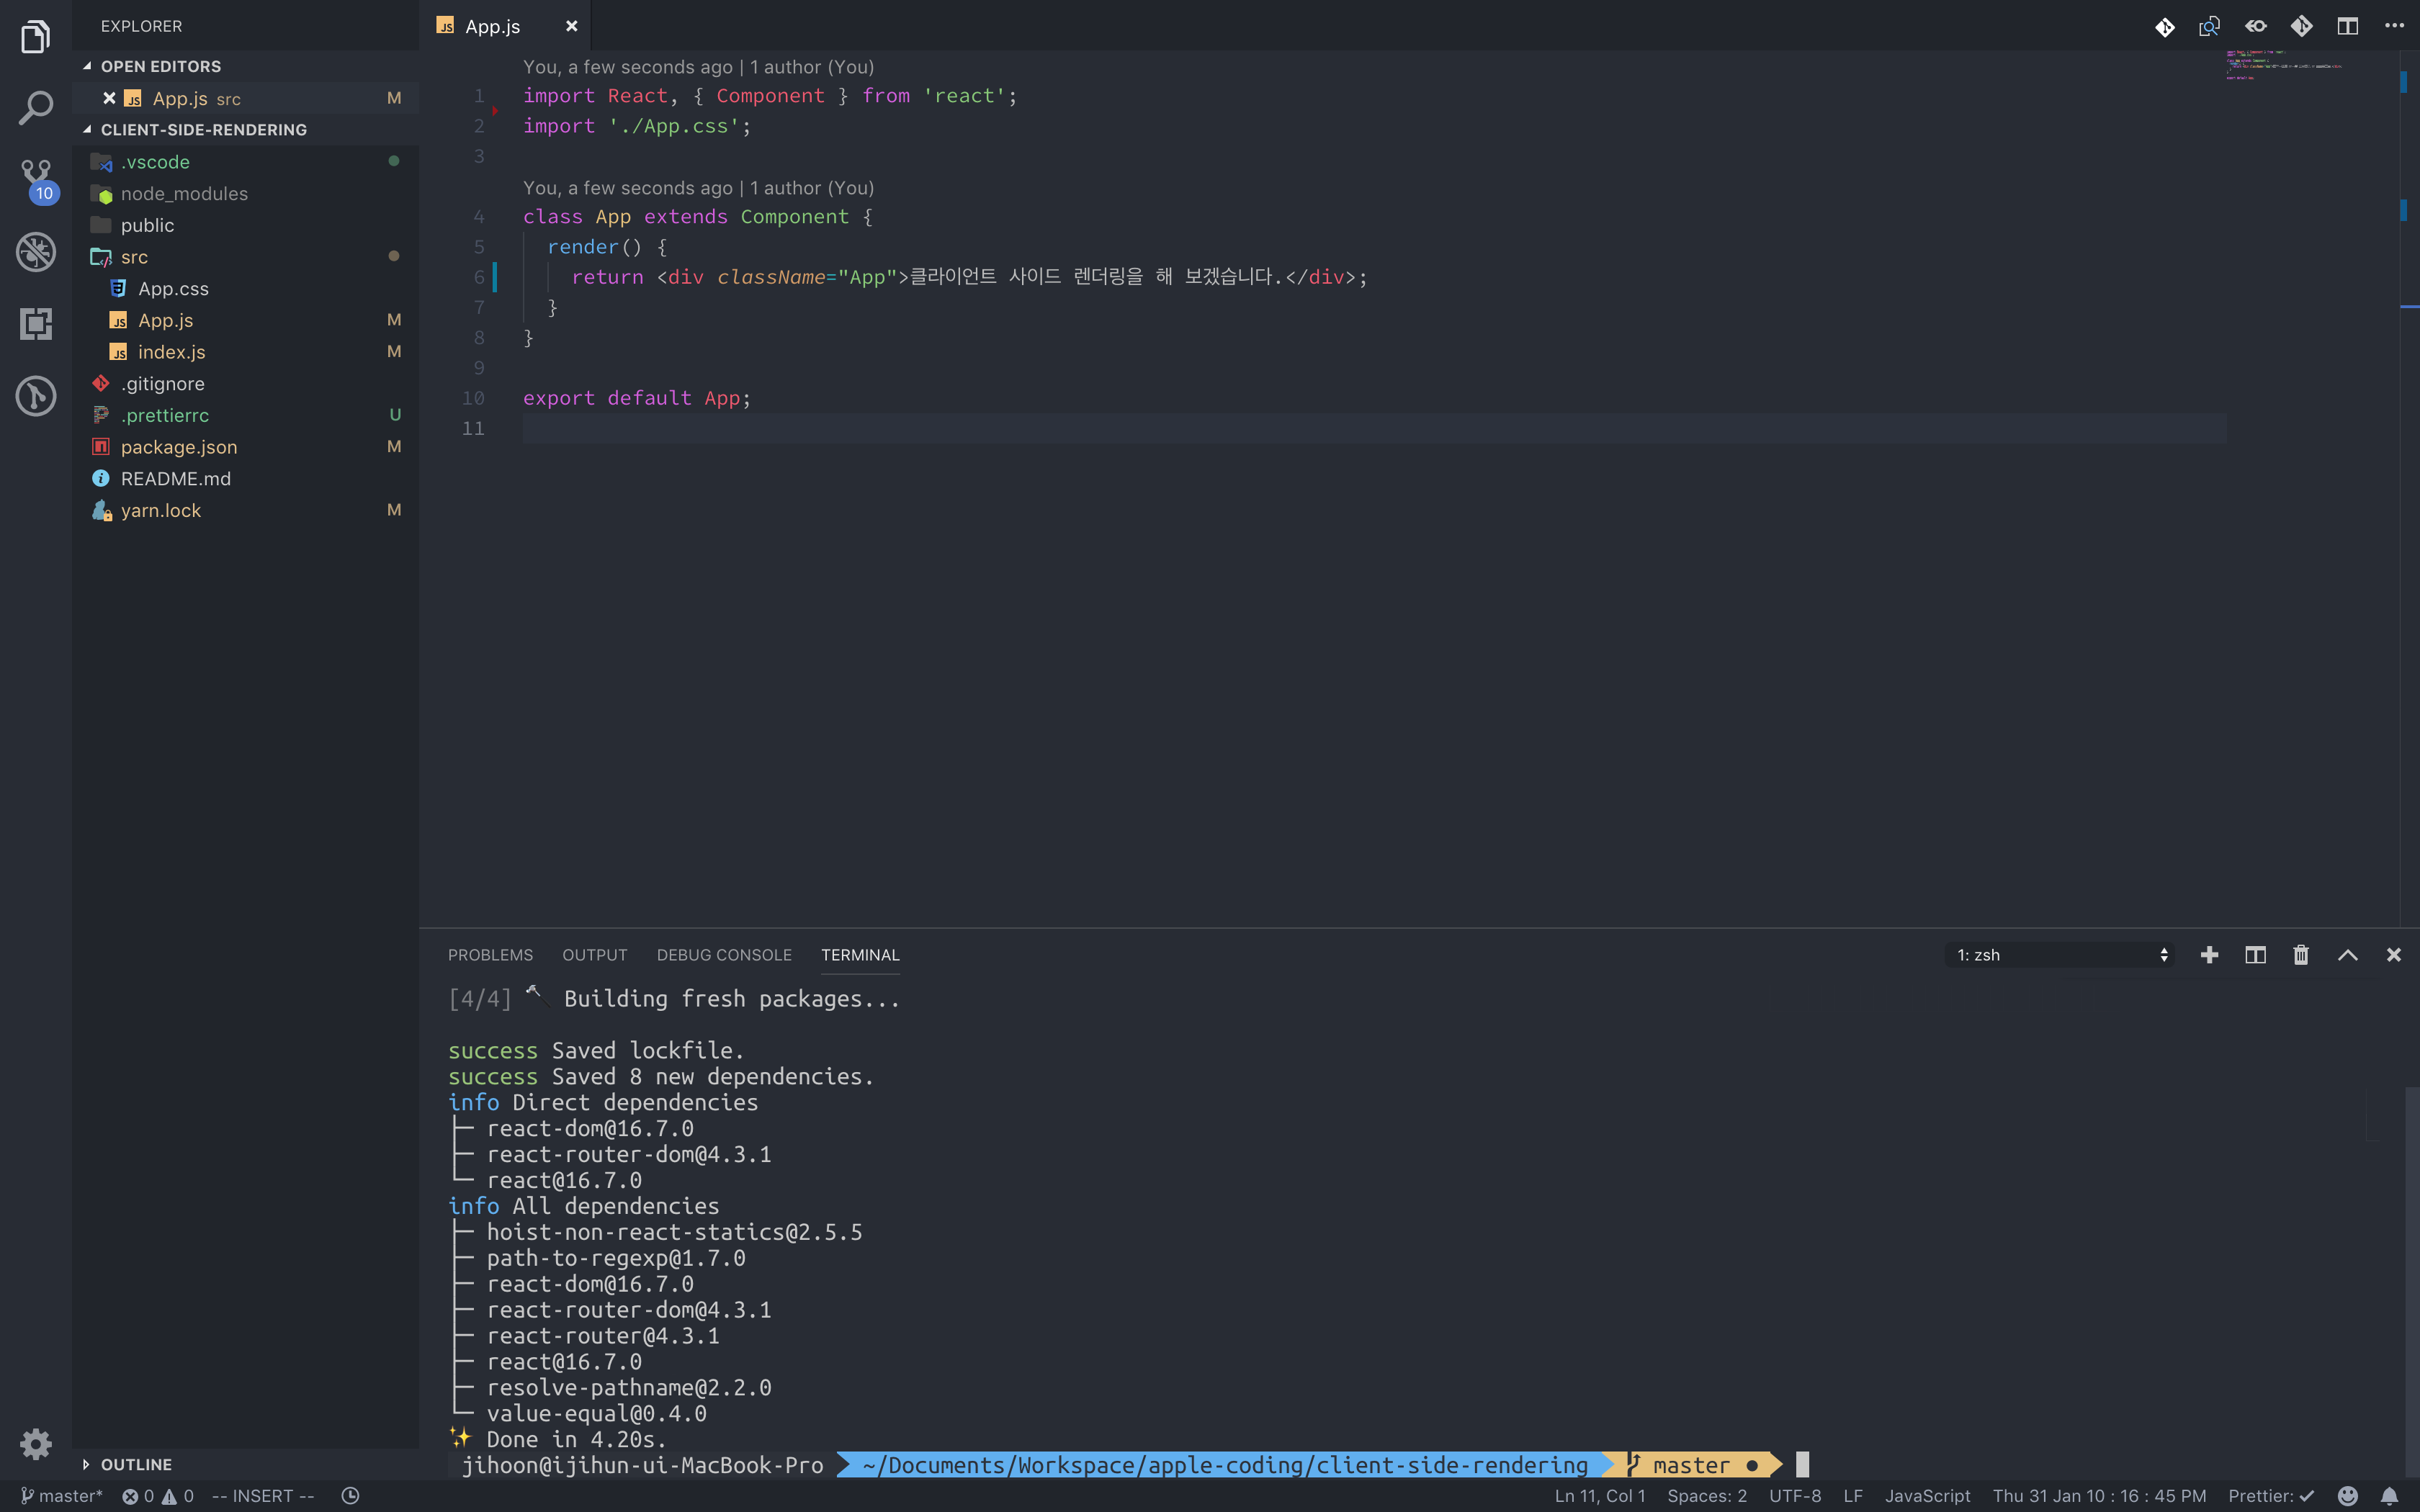 EXPLORER
OPEN EDITORS
App.js src M
CLIENT-SIDE-RENDERING
.vscode
node_modules
public
src
App.css
App.js M
index.js M
.gitignore
.prettierrc U
package.json M
README.md
yarn.lock M
OUTLINE
10
App.js
You, a few seconds ago | 1 author (You)
1 import React, { Component } from 'react';
2 import './App.css';
3
You, a few seconds ago | 1 author (You)
4 class App extends Component {
5 render() {
6 return <div className="App">클라이언트 사이드 렌더링을 해 보겠습니다.</div>;
7 }
8 }
9
10 export default App;
11
PROBLEMS OUTPUT DEBUG CONSOLE TERMINAL 1: zsh
[4/4] 🔨 Building fresh packages...
success Saved lockfile.
success Saved 8 new dependencies.
info Direct dependencies
├─ react-dom@16.7.0
├─ react-router-dom@4.3.1
└─ react@16.7.0
info All dependencies
├─ hoist-non-react-statics@2.5.5
├─ path-to-regexp@1.7.0
├─ react-dom@16.7.0
├─ react-router-dom@4.3.1
├─ react-router@4.3.1
├─ react@16.7.0
├─ resolve-pathname@2.2.0
└─ value-equal@0.4.0
✨ Done in 4.20s.
jihoon@ijihun-ui-MacBook-Pro ~/Documents/Workspace/apple-coding/client-side-rendering master ●
master* 0 0 -- INSERT -- Ln 11, Col 1 Spaces: 2 UTF-8 LF JavaScript Thu 31 Jan 10 : 16 : 45 PM Prettier: ✓